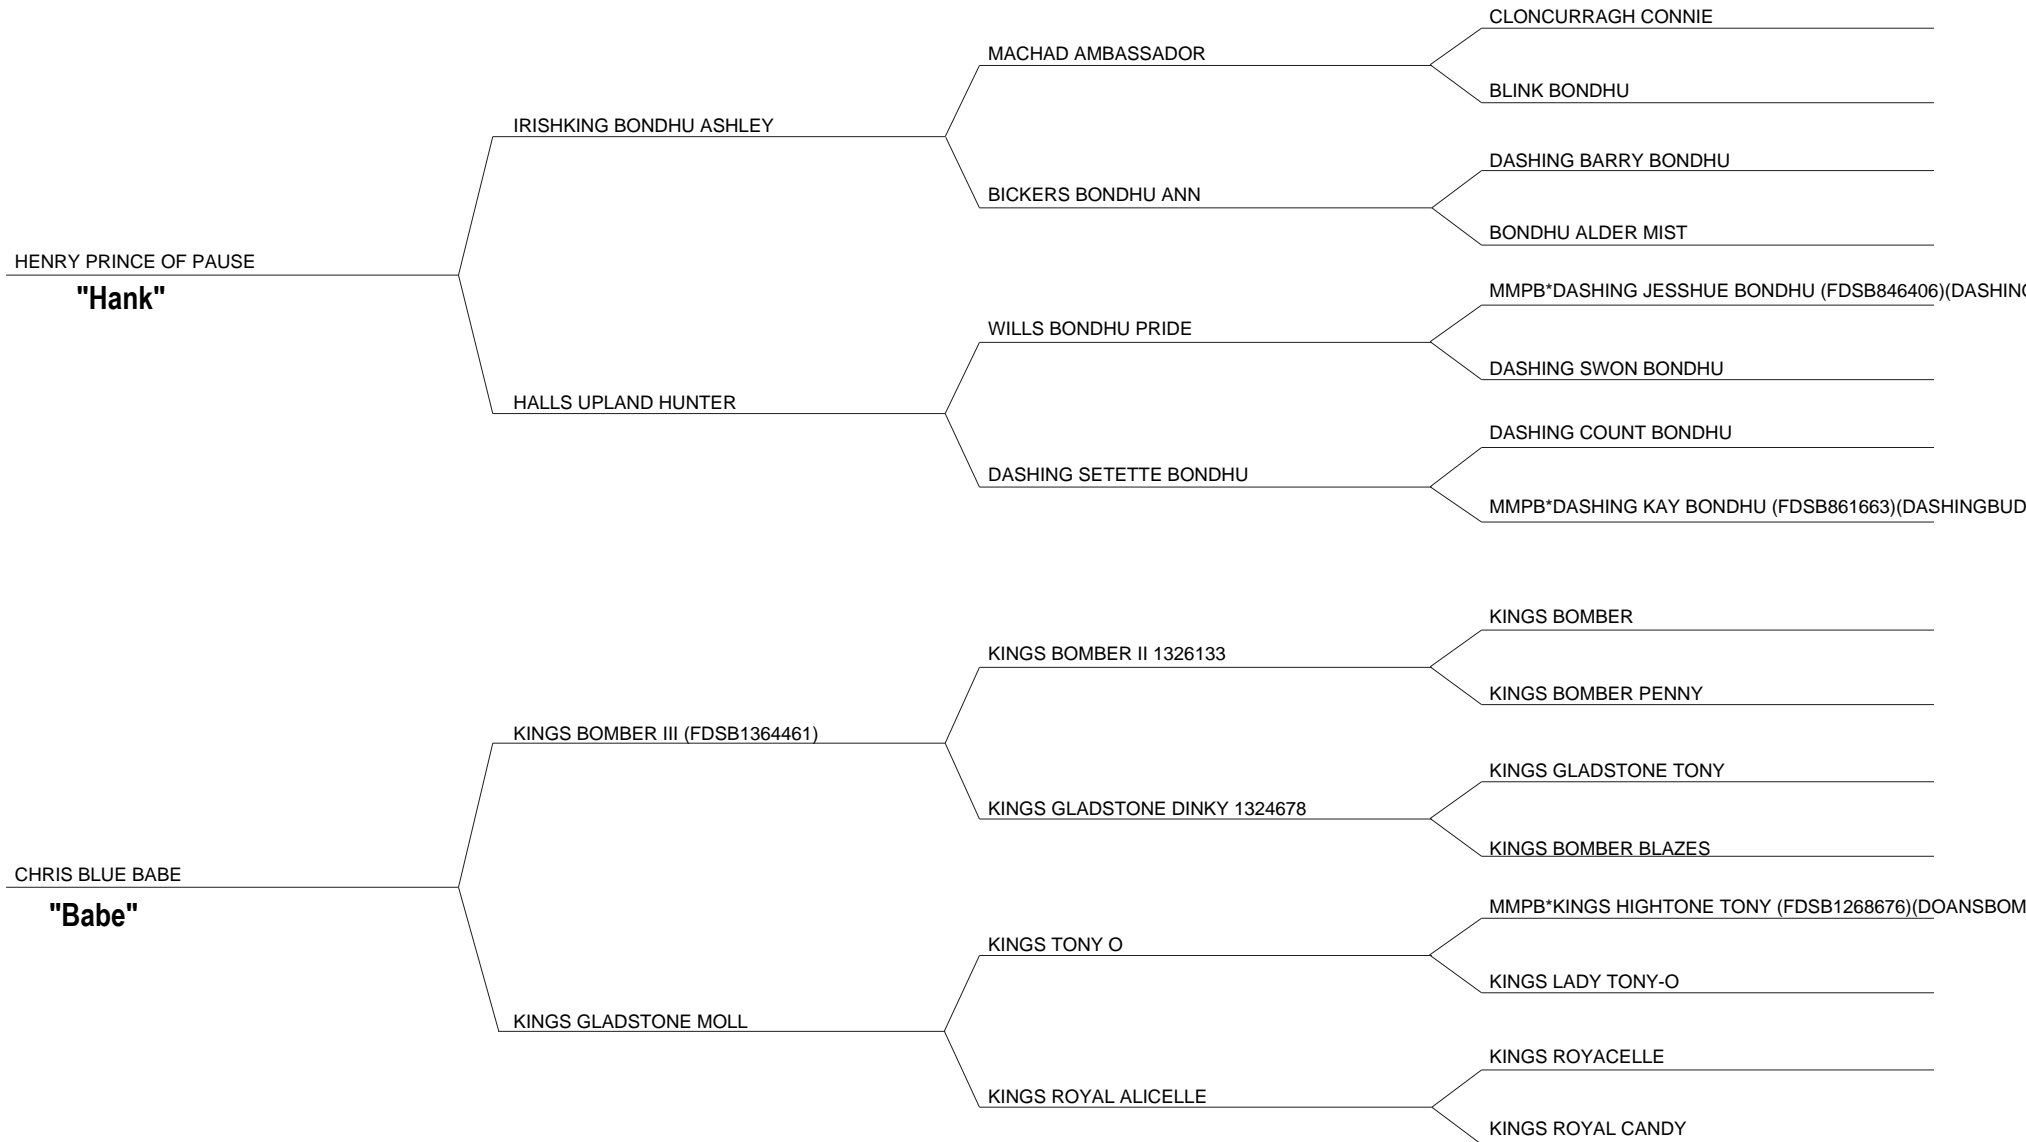 CLONCURRAGH CONNIE
MACHAD AMBASSADOR
BLINK BONDHU
IRISHKING BONDHU ASHLEY
DASHING BARRY BONDHU
BICKERS BONDHU ANN
BONDHU ALDER MIST
HENRY PRINCE OF PAUSE
"Hank"
MMPB*DASHING JESSHUE BONDHU (FDSB846406)(DASHING
WILLS BONDHU PRIDE
DASHING SWON BONDHU
HALLS UPLAND HUNTER
DASHING COUNT BONDHU
DASHING SETETTE BONDHU
MMPB*DASHING KAY BONDHU (FDSB861663)(DASHINGBUD
KINGS BOMBER
KINGS BOMBER II 1326133
KINGS BOMBER PENNY
KINGS BOMBER III (FDSB1364461)
KINGS GLADSTONE TONY
KINGS GLADSTONE DINKY 1324678
KINGS BOMBER BLAZES
CHRIS BLUE BABE
"Babe"
MMPB*KINGS HIGHTONE TONY (FDSB1268676)(DOANSBOM
KINGS TONY O
KINGS LADY TONY-O
KINGS GLADSTONE MOLL
KINGS ROYACELLE
KINGS ROYAL ALICELLE
KINGS ROYAL CANDY